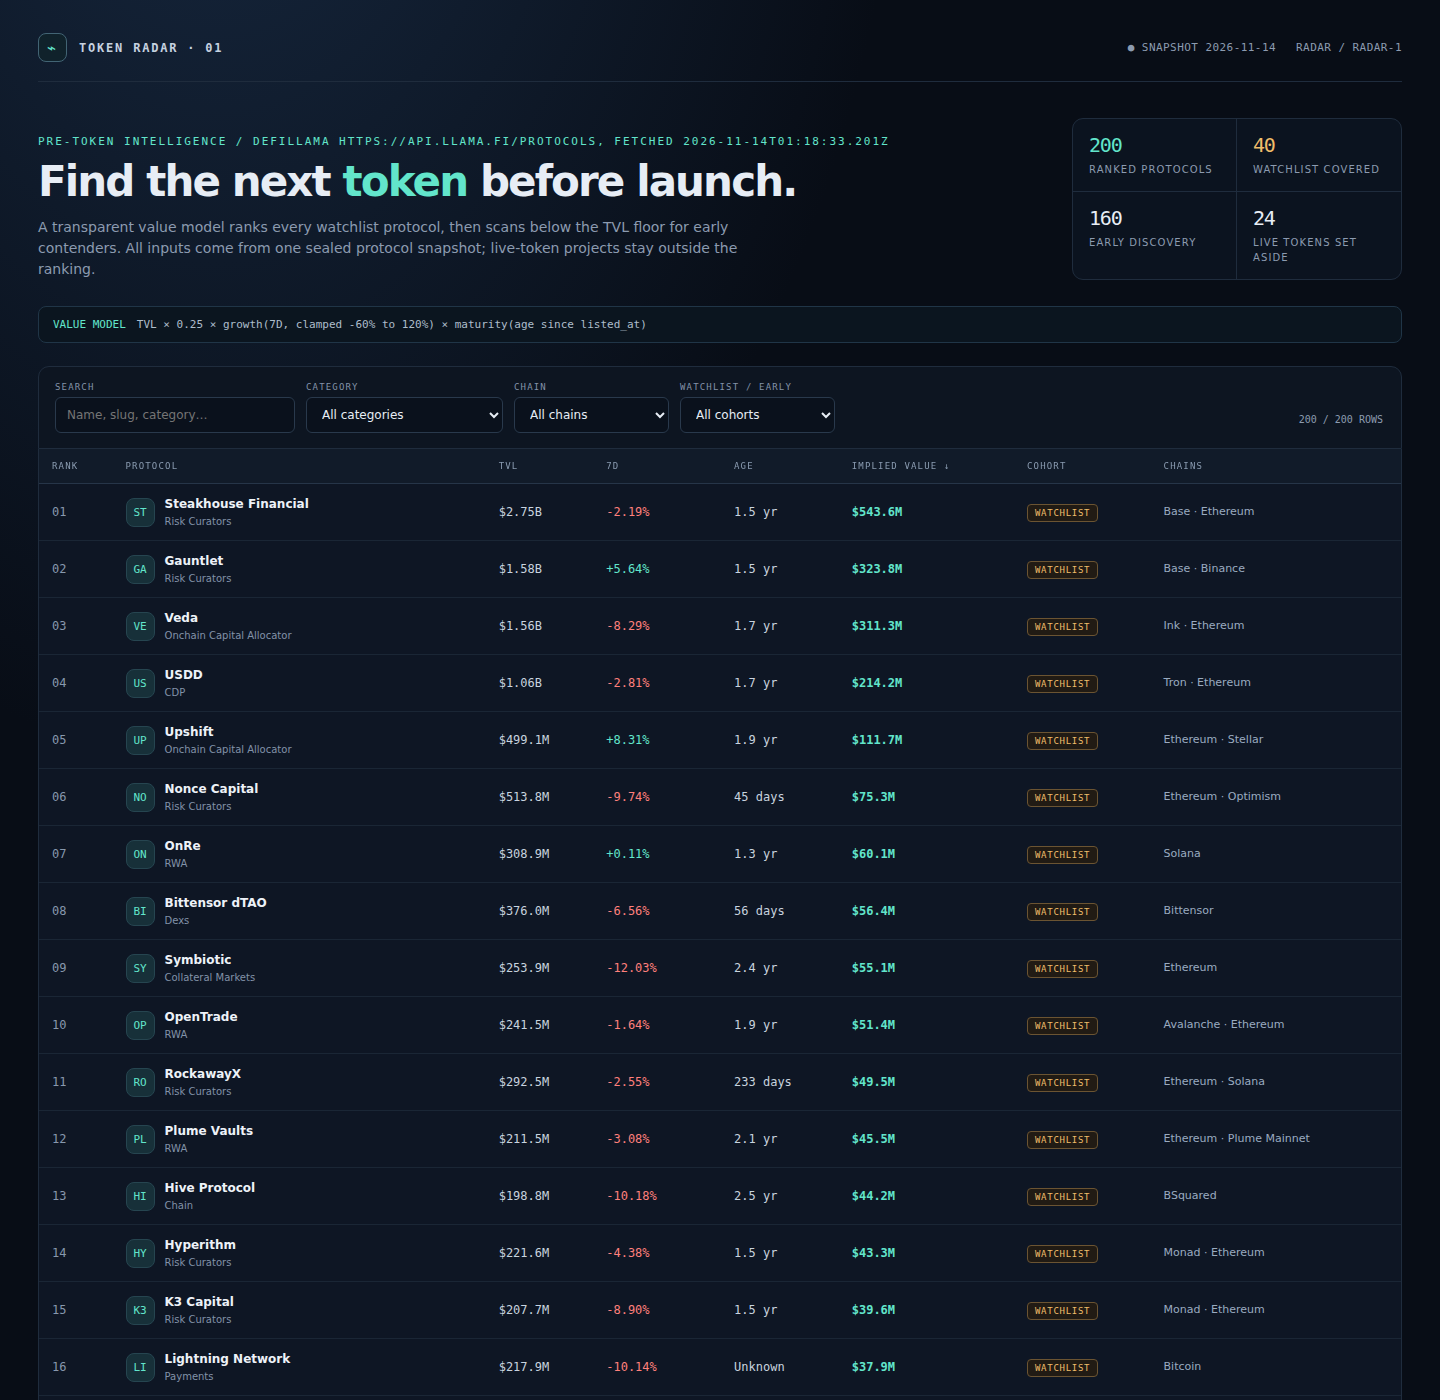 ⌁ TOKEN RADAR · 01
● SNAPSHOT 2026-11-14 RADAR / RADAR-1
PRE-TOKEN INTELLIGENCE / DEFILLAMA HTTPS://API.LLAMA.FI/PROTOCOLS, FETCHED 2026-11-14T01:18:33.201Z
Find the next token before launch.
A transparent value model ranks every watchlist protocol, then scans below the TVL floor for early
contenders. All inputs come from one sealed protocol snapshot; live-token projects stay outside the
ranking.
200
RANKED PROTOCOLS
40
WATCHLIST COVERED
160
EARLY DISCOVERY
24
LIVE TOKENS SET
ASIDE
VALUE MODEL TVL × 0.25 × growth(7D, clamped -60% to 120%) × maturity(age since listed_at)
SEARCH CATEGORY CHAIN WATCHLIST / EARLY
Name, slug, category… All categories All chains All cohorts
200 / 200 ROWS
RANK PROTOCOL TVL 7D AGE IMPLIED VALUE ↓ COHORT CHAINS
01 ST Steakhouse Financial $2.75B -2.19% 1.5 yr $543.6M WATCHLIST Base · Ethereum
Risk Curators
02 GA Gauntlet $1.58B +5.64% 1.5 yr $323.8M WATCHLIST Base · Binance
Risk Curators
03 VE Veda $1.56B -8.29% 1.7 yr $311.3M WATCHLIST Ink · Ethereum
Onchain Capital Allocator
04 US USDD $1.06B -2.81% 1.7 yr $214.2M WATCHLIST Tron · Ethereum
CDP
05 UP Upshift $499.1M +8.31% 1.9 yr $111.7M WATCHLIST Ethereum · Stellar
Onchain Capital Allocator
06 NO Nonce Capital $513.8M -9.74% 45 days $75.3M WATCHLIST Ethereum · Optimism
Risk Curators
07 ON OnRe $308.9M +0.11% 1.3 yr $60.1M WATCHLIST Solana
RWA
08 BI Bittensor dTAO $376.0M -6.56% 56 days $56.4M WATCHLIST Bittensor
Dexs
09 SY Symbiotic $253.9M -12.03% 2.4 yr $55.1M WATCHLIST Ethereum
Collateral Markets
10 OP OpenTrade $241.5M -1.64% 1.9 yr $51.4M WATCHLIST Avalanche · Ethereum
RWA
11 RO RockawayX $292.5M -2.55% 233 days $49.5M WATCHLIST Ethereum · Solana
Risk Curators
12 PL Plume Vaults $211.5M -3.08% 2.1 yr $45.5M WATCHLIST Ethereum · Plume Mainnet
RWA
13 HI Hive Protocol $198.8M -10.18% 2.5 yr $44.2M WATCHLIST BSquared
Chain
14 HY Hyperithm $221.6M -4.38% 1.5 yr $43.3M WATCHLIST Monad · Ethereum
Risk Curators
15 K3 K3 Capital $207.7M -8.90% 1.5 yr $39.6M WATCHLIST Monad · Ethereum
Risk Curators
16 LI Lightning Network $217.9M -10.14% Unknown $37.9M WATCHLIST Bitcoin
Payments